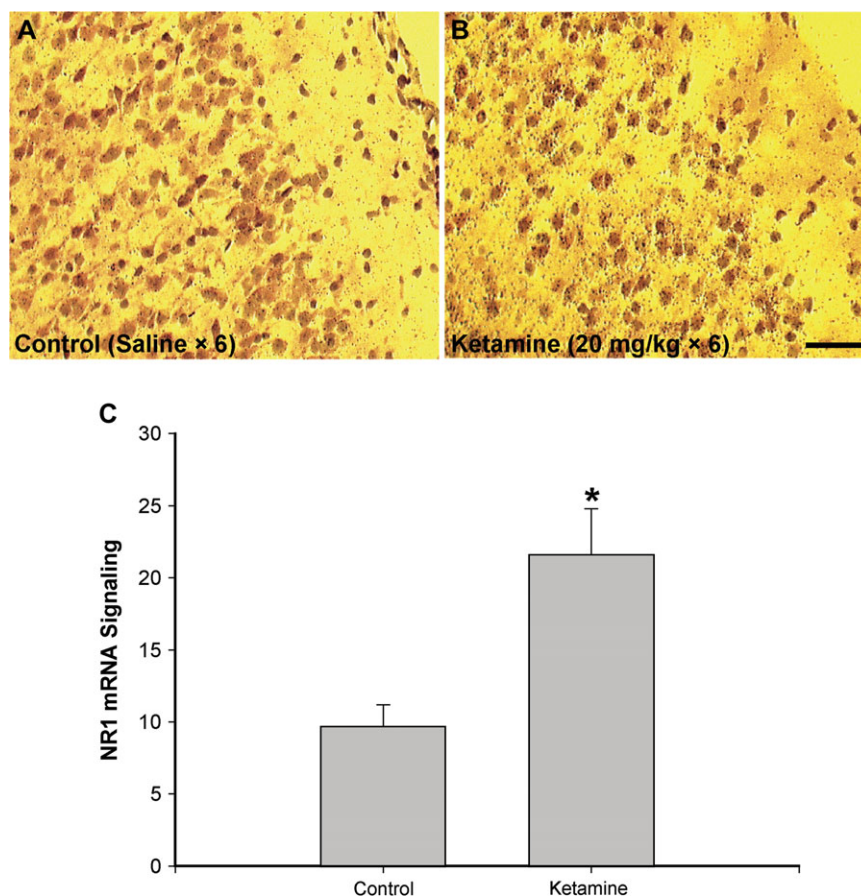 A
B
Control (Saline × 6)
Ketamine (20 mg/kg × 6)
C
30
25
20
15
10
5
0
NR1 mRNA Signaling
*
Control
Ketamine